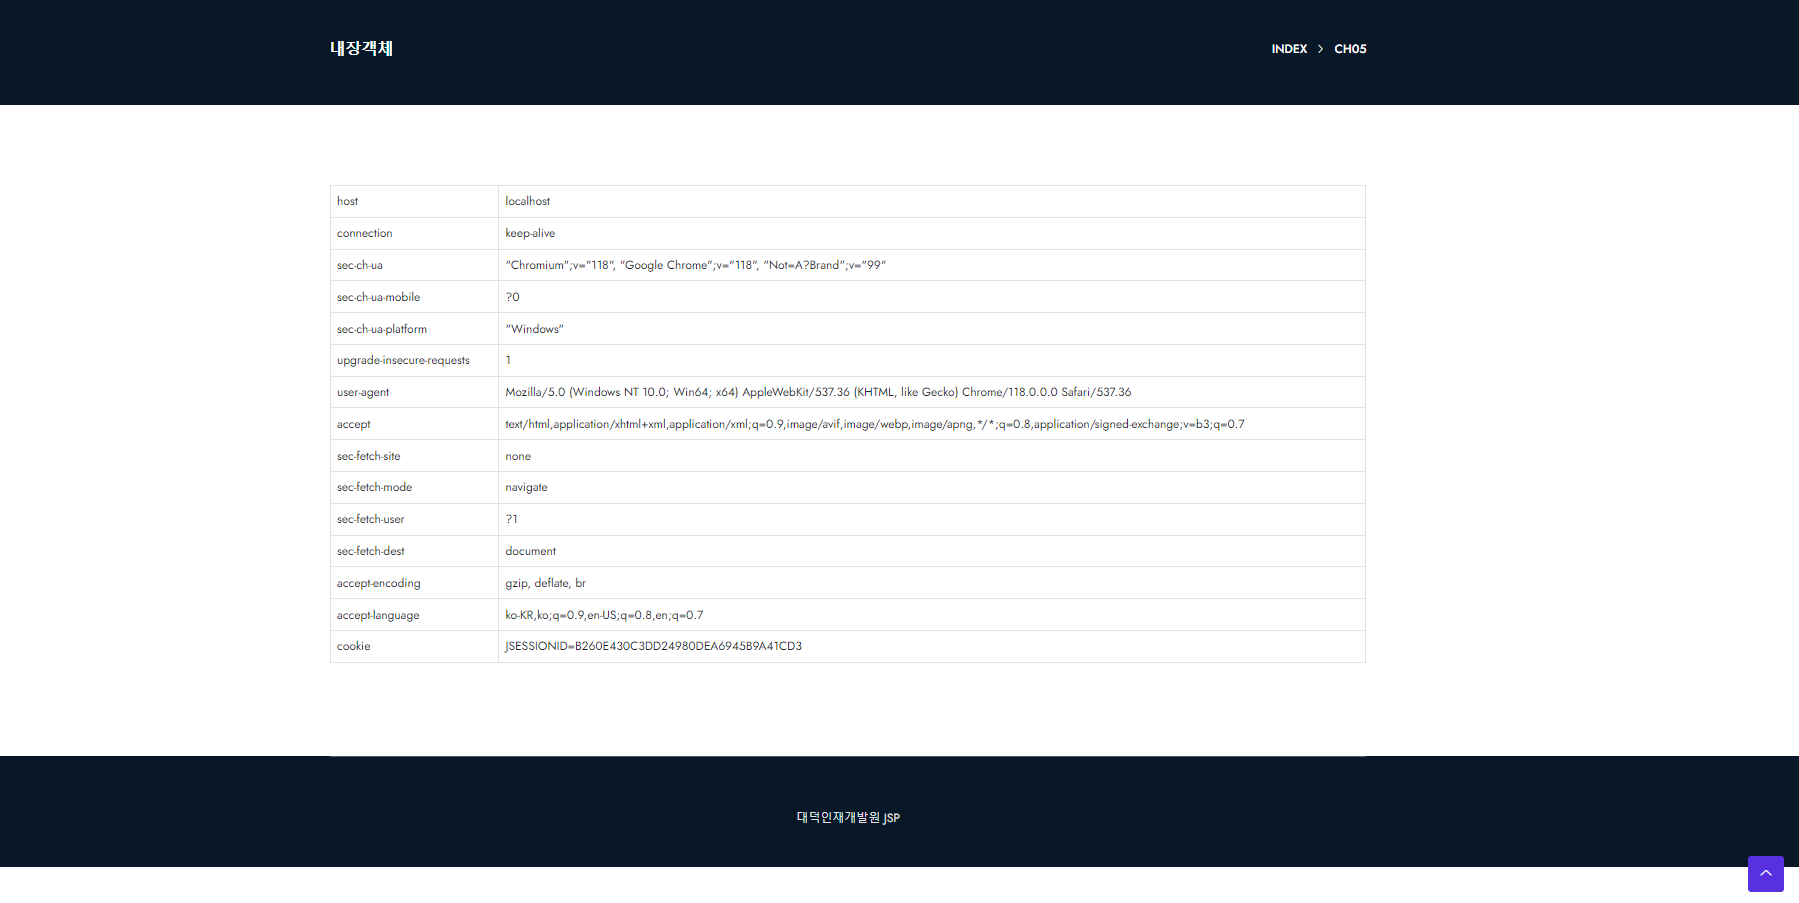 내장객체
INDEX > CH05
host localhost
connection keep-alive
sec-ch-ua "Chromium";v="118", "Google Chrome";v="118", "Not=A?Brand";v="99"
sec-ch-ua-mobile ?0
sec-ch-ua-platform "Windows"
upgrade-insecure-requests 1
user-agent Mozilla/5.0 (Windows NT 10.0; Win64; x64) AppleWebKit/537.36 (KHTML, like Gecko) Chrome/118.0.0.0 Safari/537.36
accept text/html,application/xhtml+xml,application/xml;q=0.9,image/avif,image/webp,image/apng,*/*;q=0.8,application/signed-exchange;v=b3;q=0.7
sec-fetch-site none
sec-fetch-mode navigate
sec-fetch-user ?1
sec-fetch-dest document
accept-encoding gzip, deflate, br
accept-language ko-KR,ko;q=0.9,en-US;q=0.8,en;q=0.7
cookie JSESSIONID=B260E430C3DD24980DEA6945B9A41CD3
대덕인재개발원 JSP